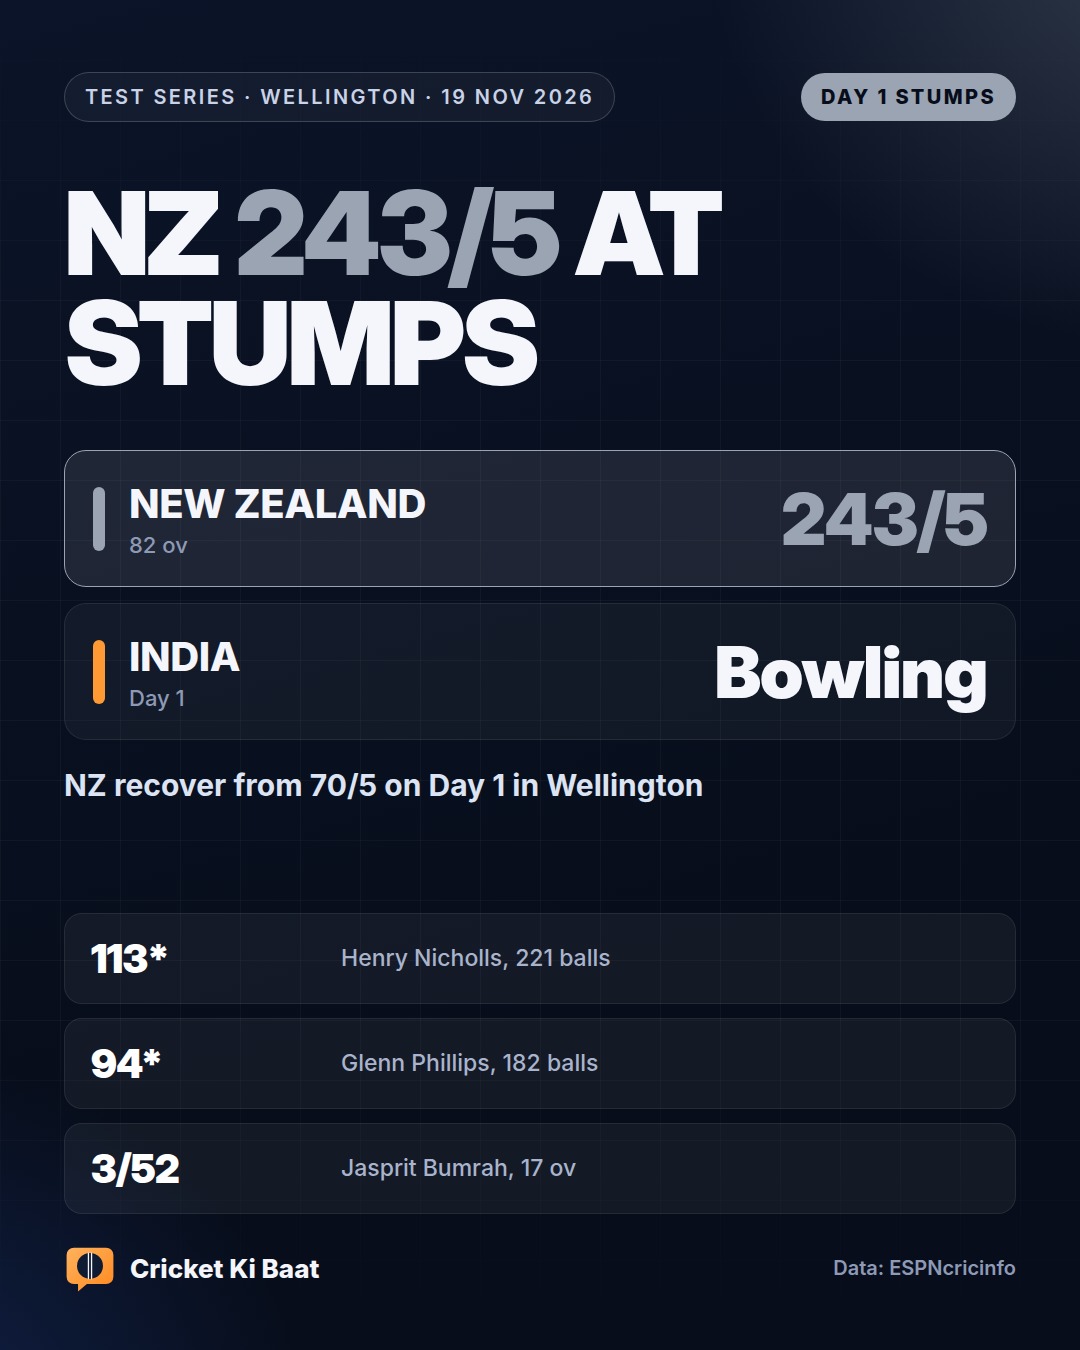 TEST SERIES · WELLINGTON · 19 NOV 2026
DAY 1 STUMPS
NZ 243/5 AT
STUMPS
NEW ZEALAND
82 ov
243/5
INDIA
Day 1
Bowling
NZ recover from 70/5 on Day 1 in Wellington
113*
Henry Nicholls, 221 balls
94*
Glenn Phillips, 182 balls
3/52
Jasprit Bumrah, 17 ov
Cricket Ki Baat
Data: ESPNcricinfo